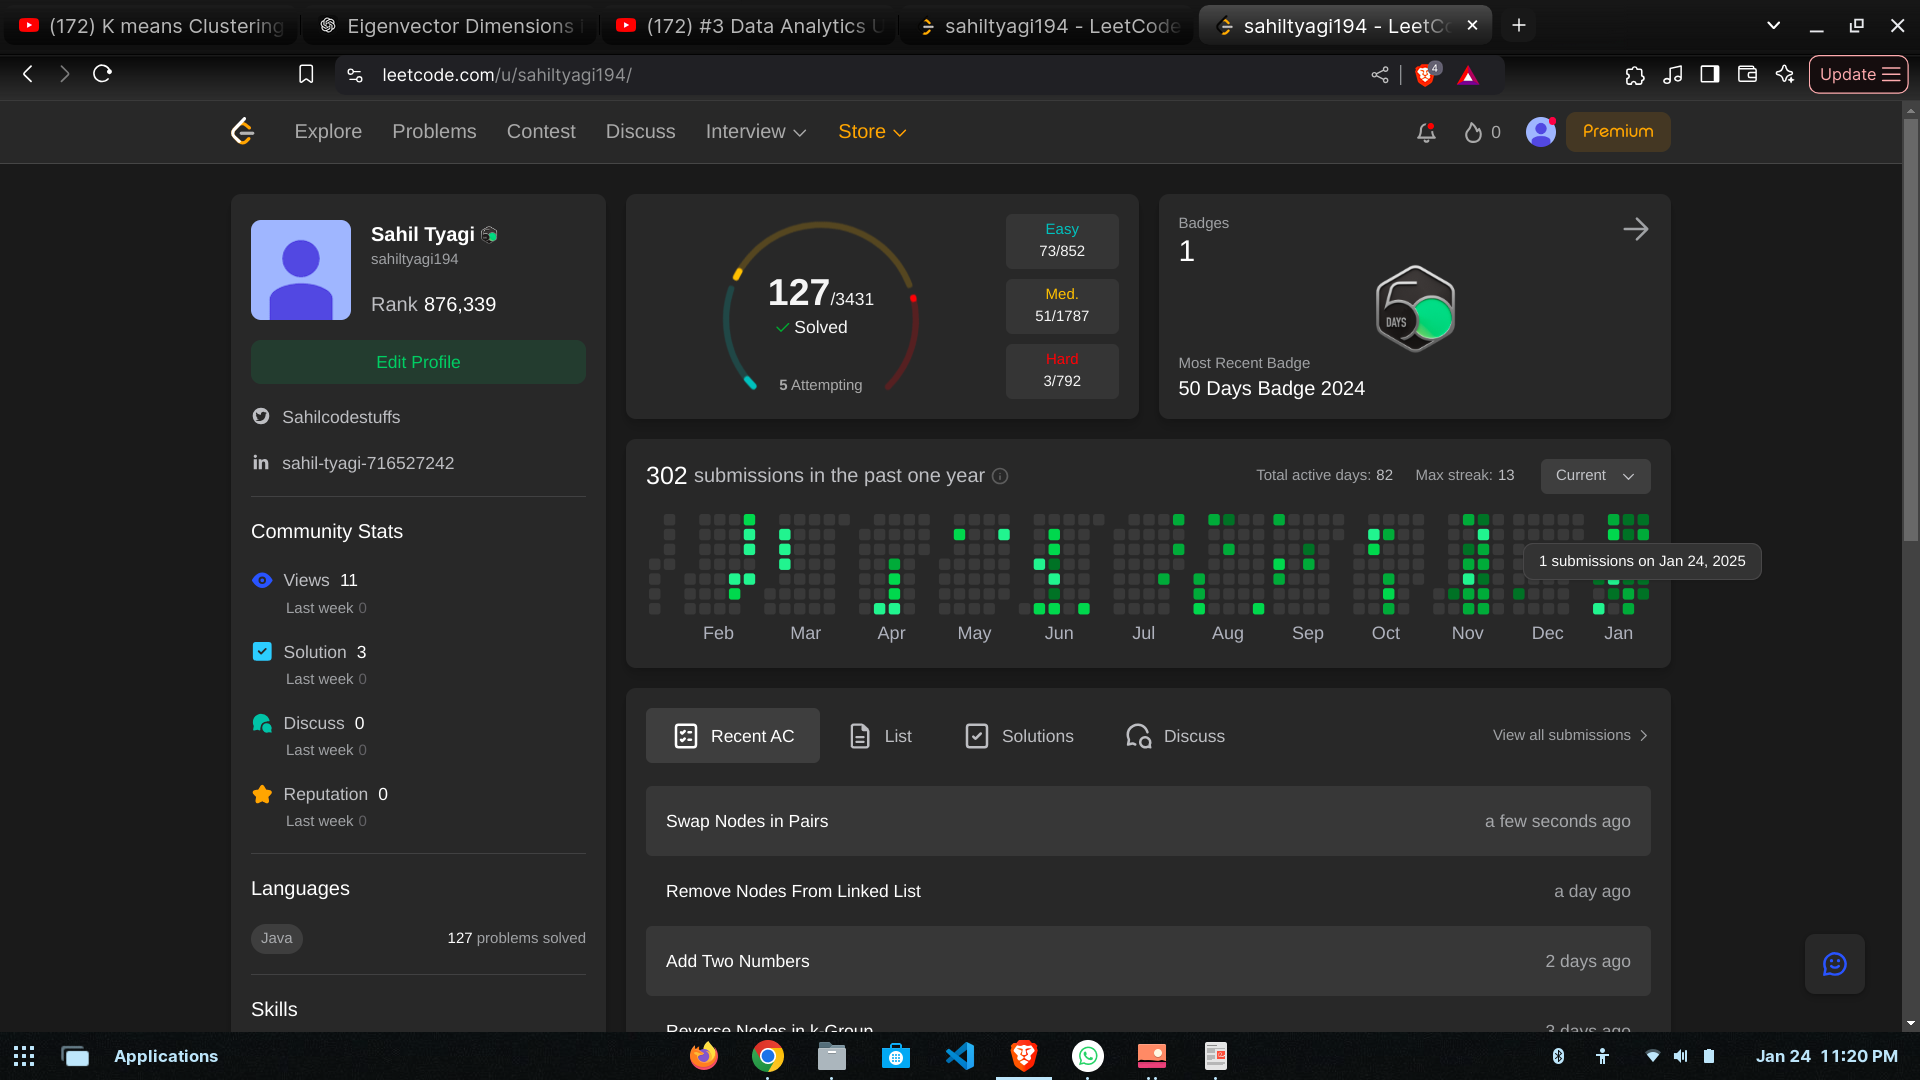 (172) K means Clustering
Eigenvector Dimensions
(172) #3 Data Analytics U
sahiltyagi194 - LeetCode
sahiltyagi194 - LeetCo
leetcode.com/u/sahiltyagi194/
4
Update
Explore
Problems
Contest
Discuss
Interview
Store
0
Premium
Sahil Tyagi
sahiltyagi194
Rank 876,339
Edit Profile
Sahilcodestuffs
sahil-tyagi-716527242
Community Stats
Views 11
Last week 0
Solution 3
Last week 0
Discuss 0
Last week 0
Reputation 0
Last week 0
Languages
Java
127 problems solved
Skills
127/3431
Solved
5 Attempting
Easy
73/852
Med.
51/1787
Hard
3/792
Badges
1
50
DAYS
Most Recent Badge
50 Days Badge 2024
302 submissions in the past one year
Total active days: 82
Max streak: 13
Current
1 submissions on Jan 24, 2025
Feb Mar Apr May Jun Jul Aug Sep Oct Nov Dec Jan
Recent AC
List
Solutions
Discuss
View all submissions
Swap Nodes in Pairs
a few seconds ago
Remove Nodes From Linked List
a day ago
Add Two Numbers
2 days ago
Reverse Nodes in k-Group
3 days ago
Applications
Jan 24 11:20 PM